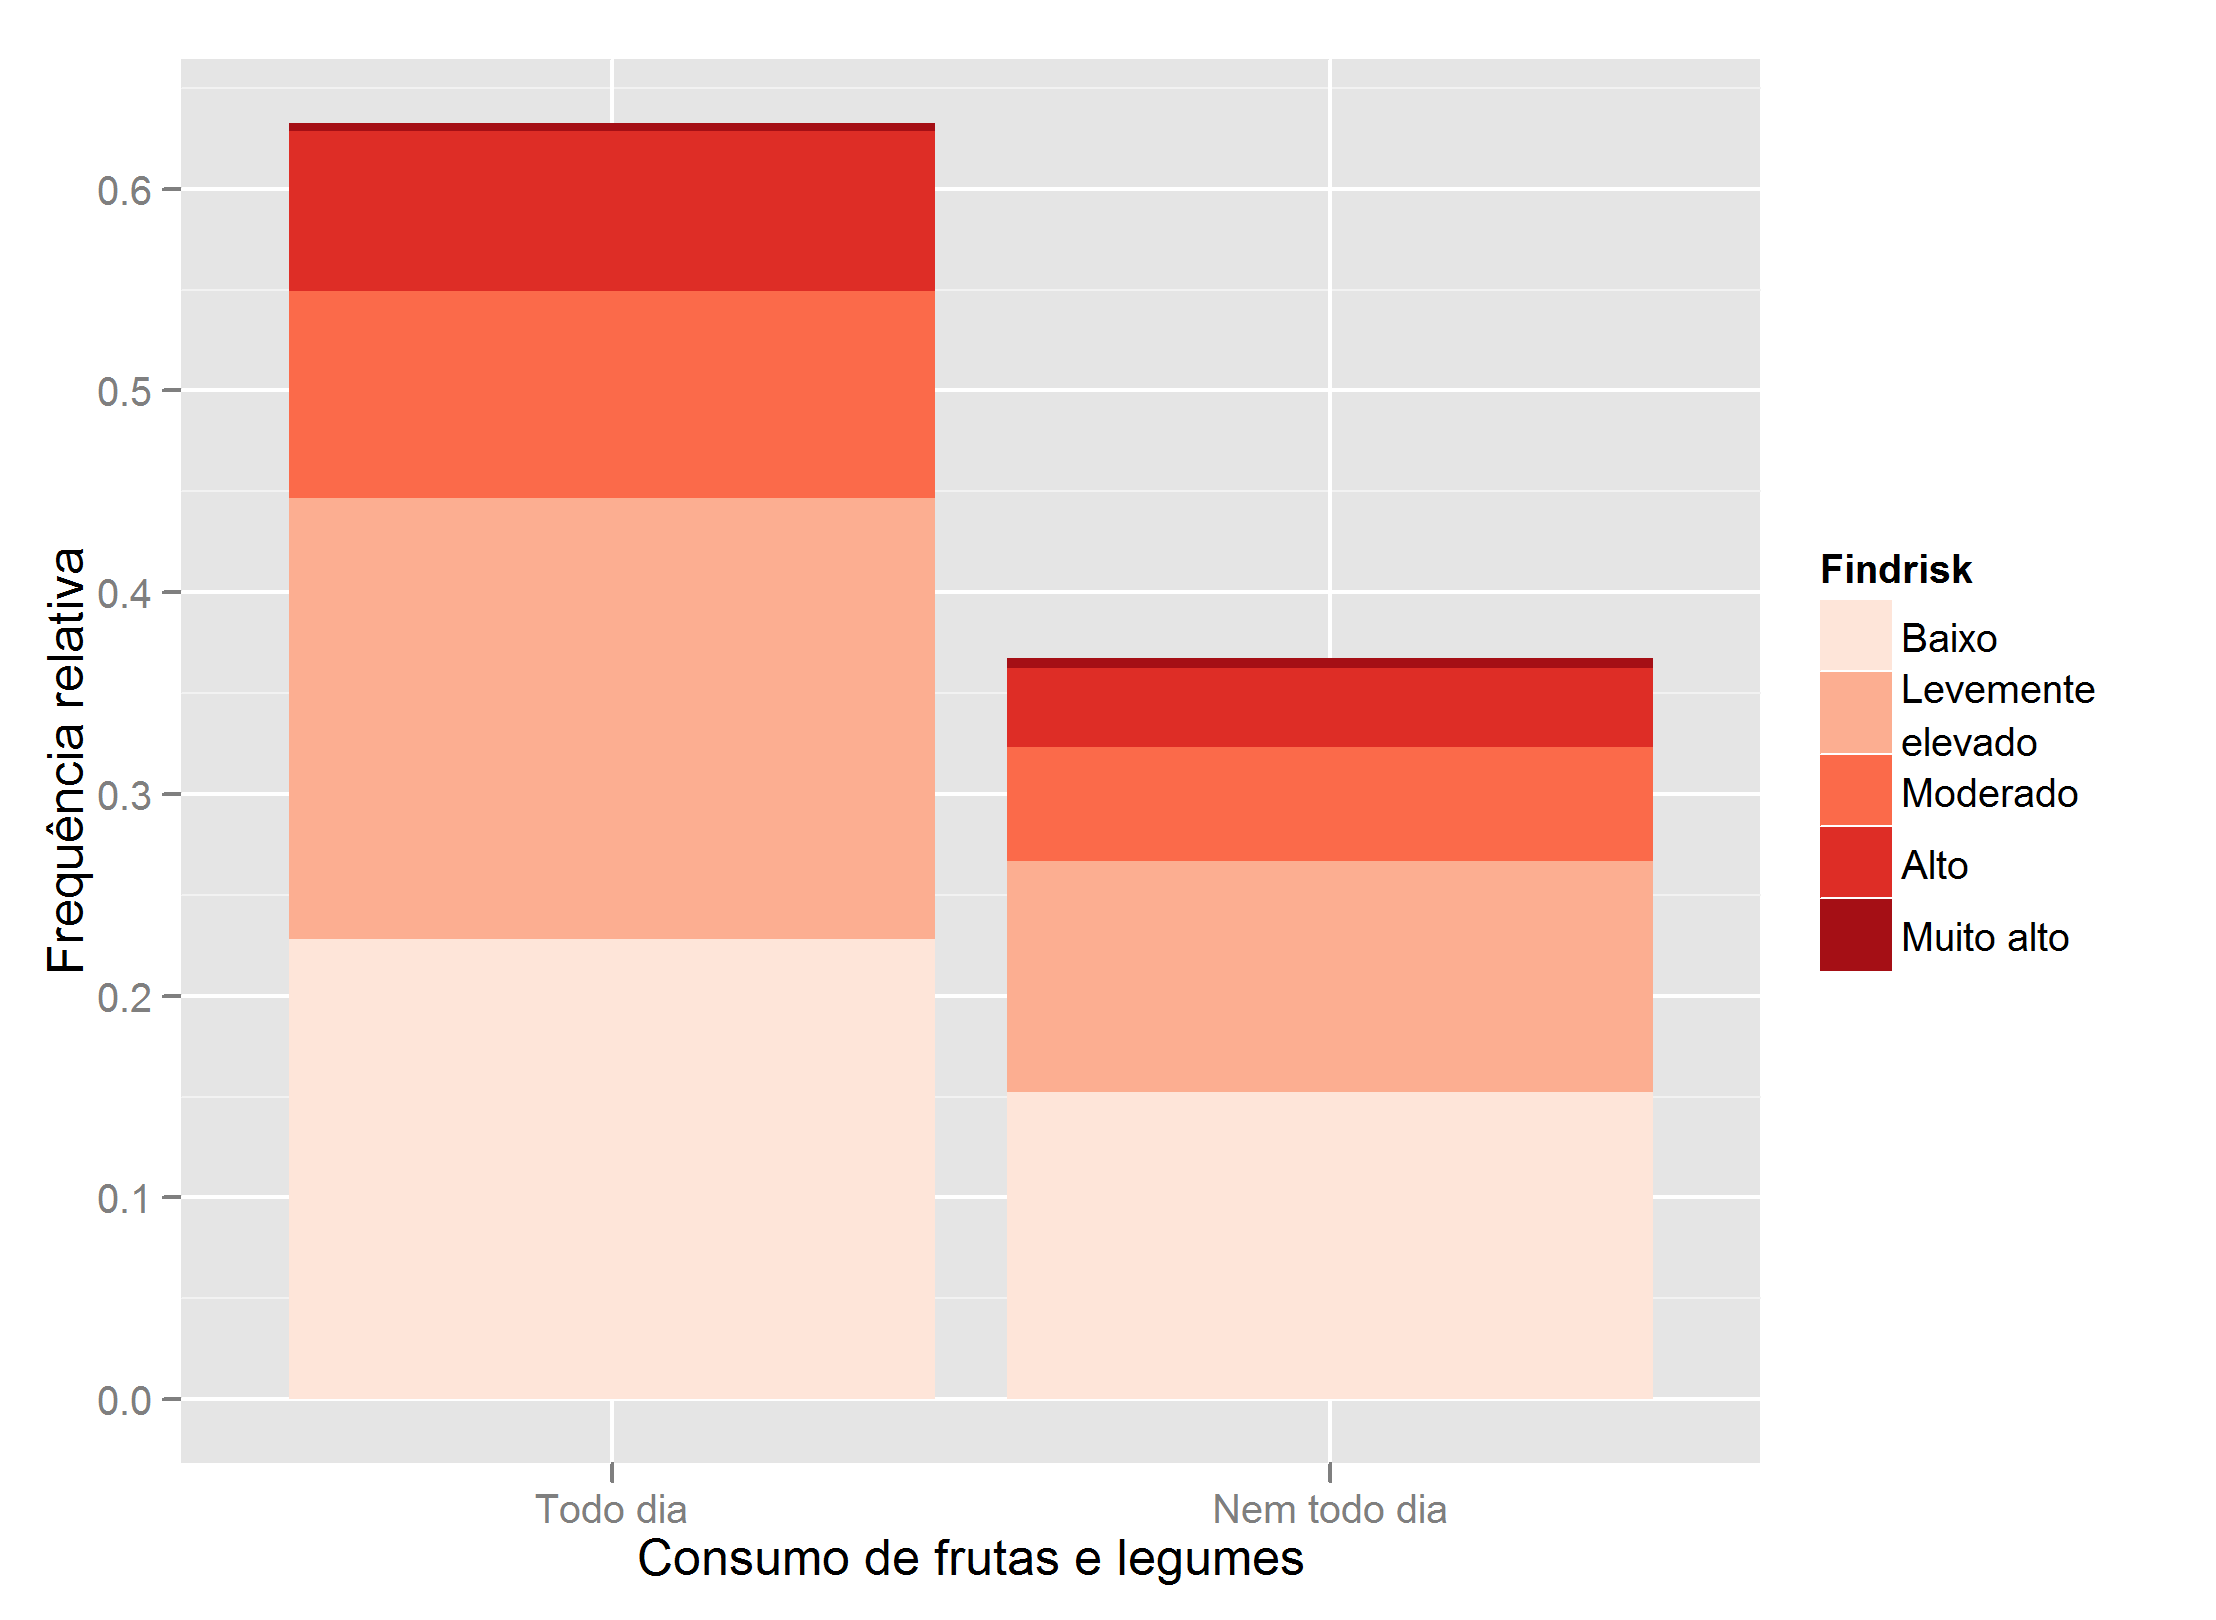 Frequência relativa
0.6
0.5
0.4
0.3
0.2
0.1
0.0
Todo dia
Nem todo dia
Consumo de frutas e legumes
Findrisk
Baixo
Levemente
elevado
Moderado
Alto
Muito alto